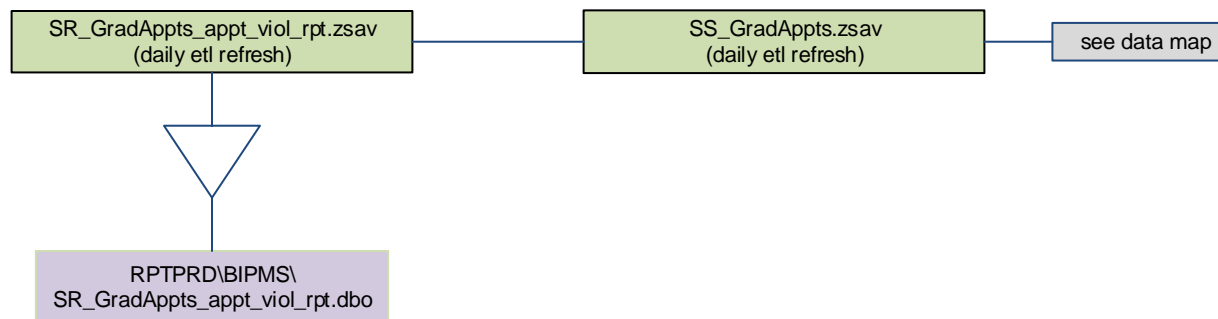 SR_GradAppts_appt_viol_rpt.zsav
(daily etl refresh)
SS_GradAppts.zsav
(daily etl refresh)
see data map
RPTPRD\BIPMS\
SR_GradAppts_appt_viol_rpt.dbo